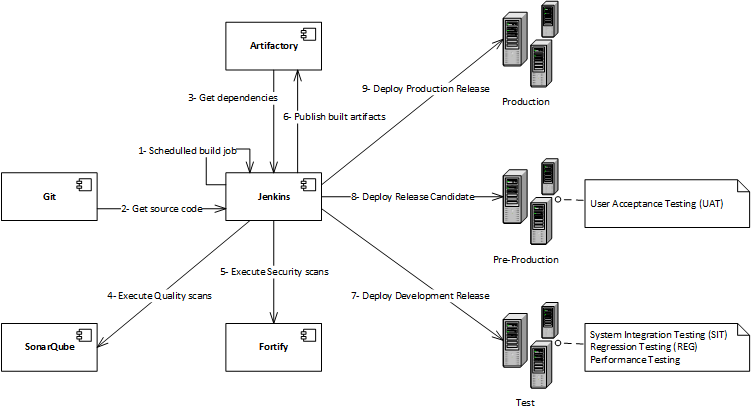 Artifactory
3- Get dependencies
9- Deploy Production Release
6- Publish built artifacts
Production
1- Schedulled build job
Git
2- Get source code
Jenkins
8- Deploy Release Candidate
User Acceptance Testing (UAT)
Pre-Production
5- Execute Security scans
4- Execute Quality scans
7- Deploy Development Release
SonarQube
Fortify
System Integration Testing (SIT)
Regression Testing (REG)
Performance Testing
Test